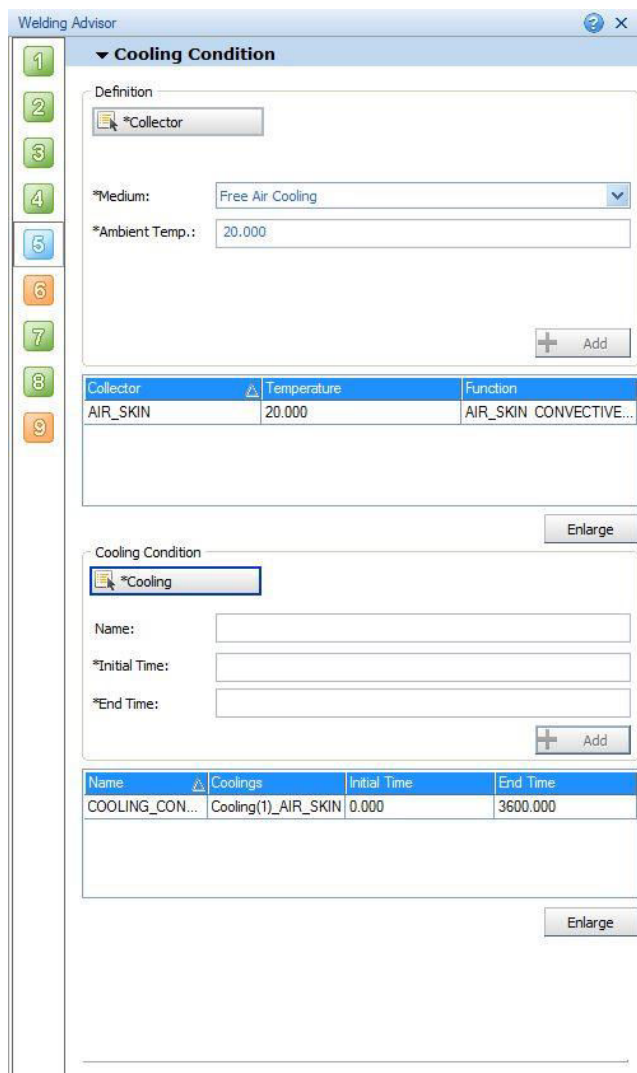 Welding Advisor
1
2
3
4
5
6
7
8
9
Cooling Condition
Definition
*Collector
*Medium: Free Air Cooling
*Ambient Temp.: 20.000
Add
Collector Temperature Function
AIR_SKIN 20.000 AIR_SKIN CONVECTIVE...
Enlarge
Cooling Condition
*Cooling
Name:
*Initial Time:
*End Time:
Add
Name Coolings Initial Time End Time
COOLING_CON... Cooling(1)_AIR_SKIN 0.000 3600.000
Enlarge